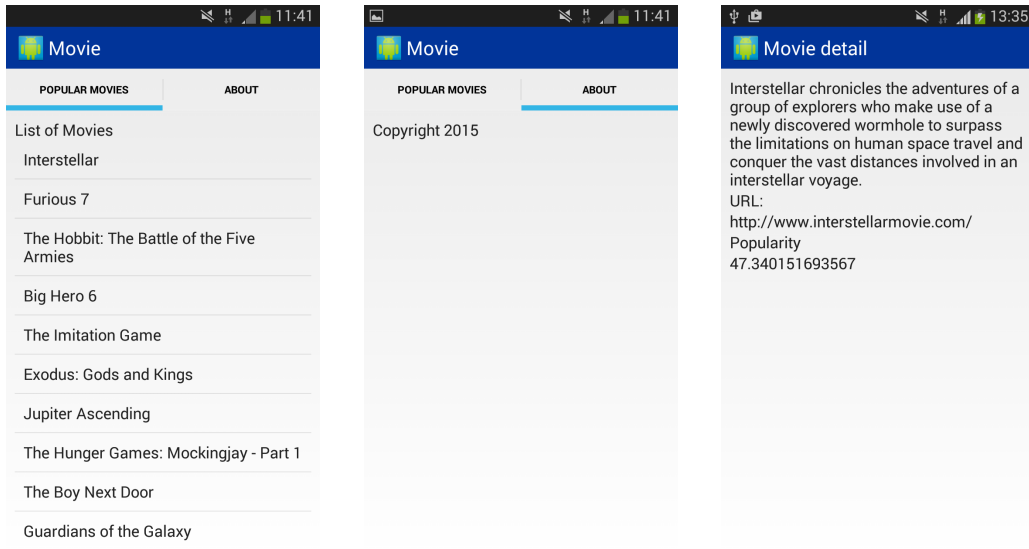 H 11:41
Movie
POPULAR MOVIES ABOUT
List of Movies
Interstellar
Furious 7
The Hobbit: The Battle of the Five
Armies
Big Hero 6
The Imitation Game
Exodus: Gods and Kings
Jupiter Ascending
The Hunger Games: Mockingjay - Part 1
The Boy Next Door
Guardians of the Galaxy
H 11:41
Movie
POPULAR MOVIES ABOUT
Copyright 2015
H 13:35
Movie detail
Interstellar chronicles the adventures of a
group of explorers who make use of a
newly discovered wormhole to surpass
the limitations on human space travel and
conquer the vast distances involved in an
interstellar voyage.
URL:
http://www.interstellarmovie.com/
Popularity
47.340151693567